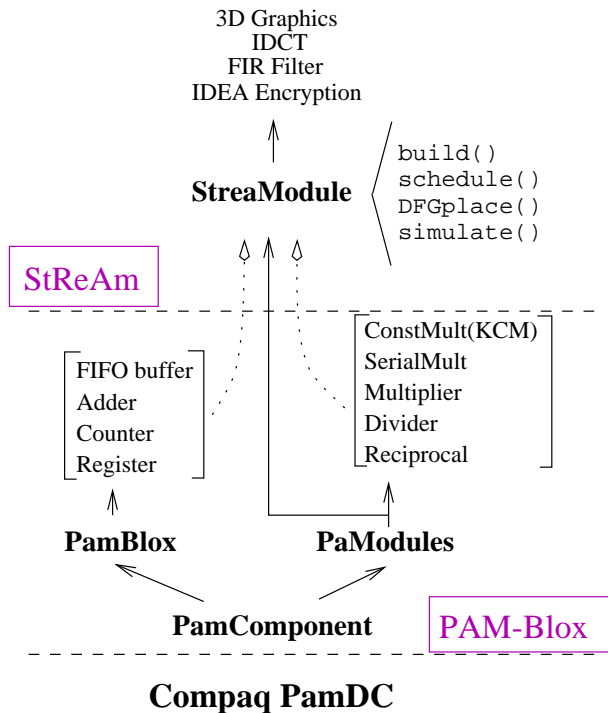 3D Graphics
IDCT
FIR Filter
IDEA Encryption
build()
schedule()
DFGplace()
simulate()
StreaModule
StReAm
ConstMult(KCM)
SerialMult
Multiplier
Divider
Reciprocal
FIFO buffer
Adder
Counter
Register
PamBlox
PaModules
PamComponent
PAM-Blox
Compaq PamDC